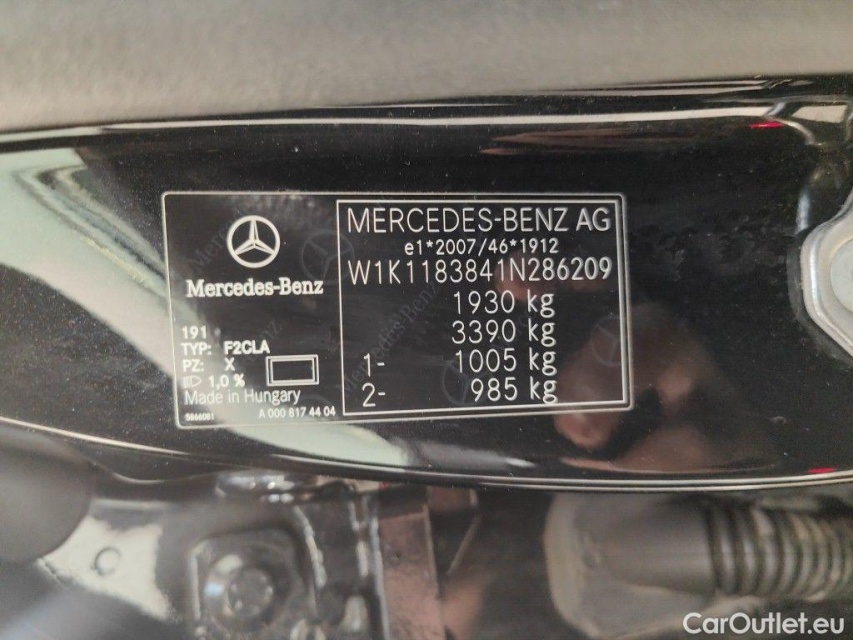 Mercedes-Benz
191
TYP: F2CLA
PZ: X
1,0 %
Made in Hungary
5866081
A 000 817 44 04
MERCEDES-BENZ AG
e1*2007/46*1912
W1K1183841N286209
1930 kg
3390 kg
1- 1005 kg
2- 985 kg
CarOutlet.eu